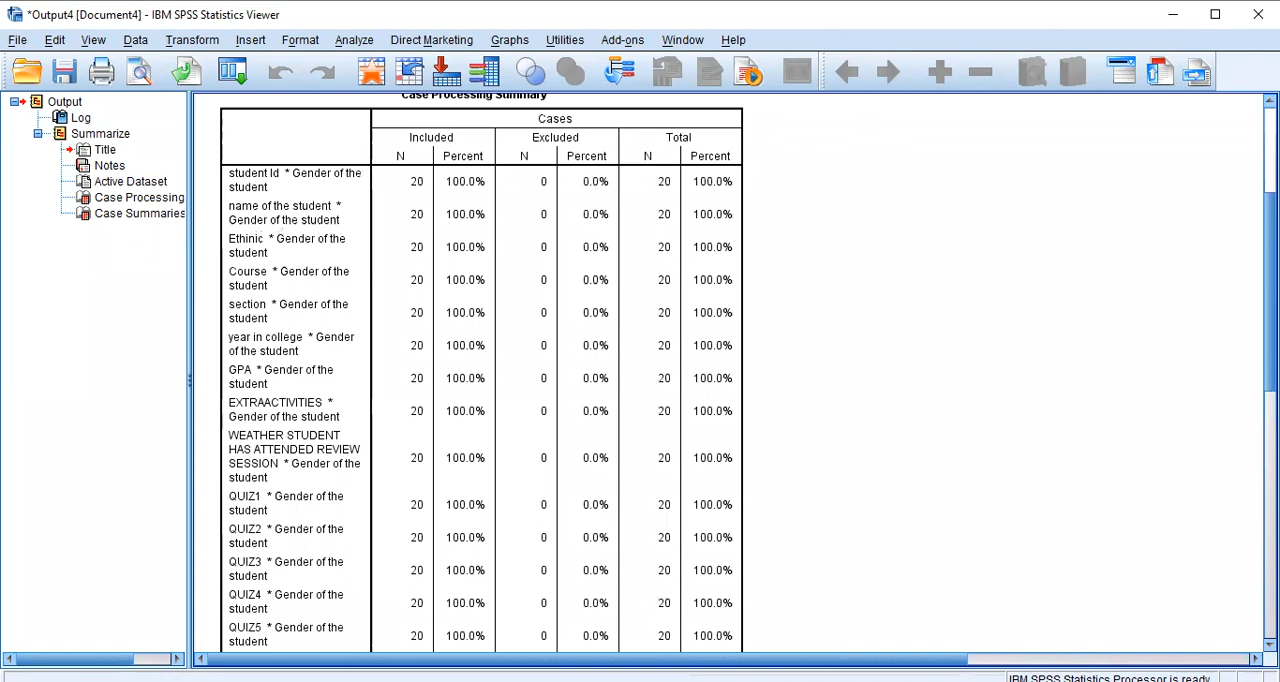 *Output4 [Document4] - IBM SPSS Statistics Viewer
File Edit View Data Transform Insert Format Analyze Direct Marketing Graphs Utilities Add-ons Window Help
Output
Log
Summarize
Title
Notes
Active Dataset
Case Processing
Case Summaries
Case Processing Summary
Cases
Included Excluded Total
N Percent N Percent N Percent
student Id * Gender of the
student
20 100.0% 0 0.0% 20 100.0%
name of the student *
Gender of the student
20 100.0% 0 0.0% 20 100.0%
Ethinic * Gender of the
student
20 100.0% 0 0.0% 20 100.0%
Course * Gender of the
student
20 100.0% 0 0.0% 20 100.0%
section * Gender of the
student
20 100.0% 0 0.0% 20 100.0%
year in college * Gender
of the student
20 100.0% 0 0.0% 20 100.0%
GPA * Gender of the
student
20 100.0% 0 0.0% 20 100.0%
EXTRAACTIVITIES *
Gender of the student
20 100.0% 0 0.0% 20 100.0%
WEATHER STUDENT
HAS ATTENDED REVIEW
SESSION * Gender of the
student
20 100.0% 0 0.0% 20 100.0%
QUIZ1 * Gender of the
student
20 100.0% 0 0.0% 20 100.0%
QUIZ2 * Gender of the
student
20 100.0% 0 0.0% 20 100.0%
QUIZ3 * Gender of the
student
20 100.0% 0 0.0% 20 100.0%
QUIZ4 * Gender of the
student
20 100.0% 0 0.0% 20 100.0%
QUIZ5 * Gender of the
student
20 100.0% 0 0.0% 20 100.0%
IBM SPSS Statistics Processor is ready